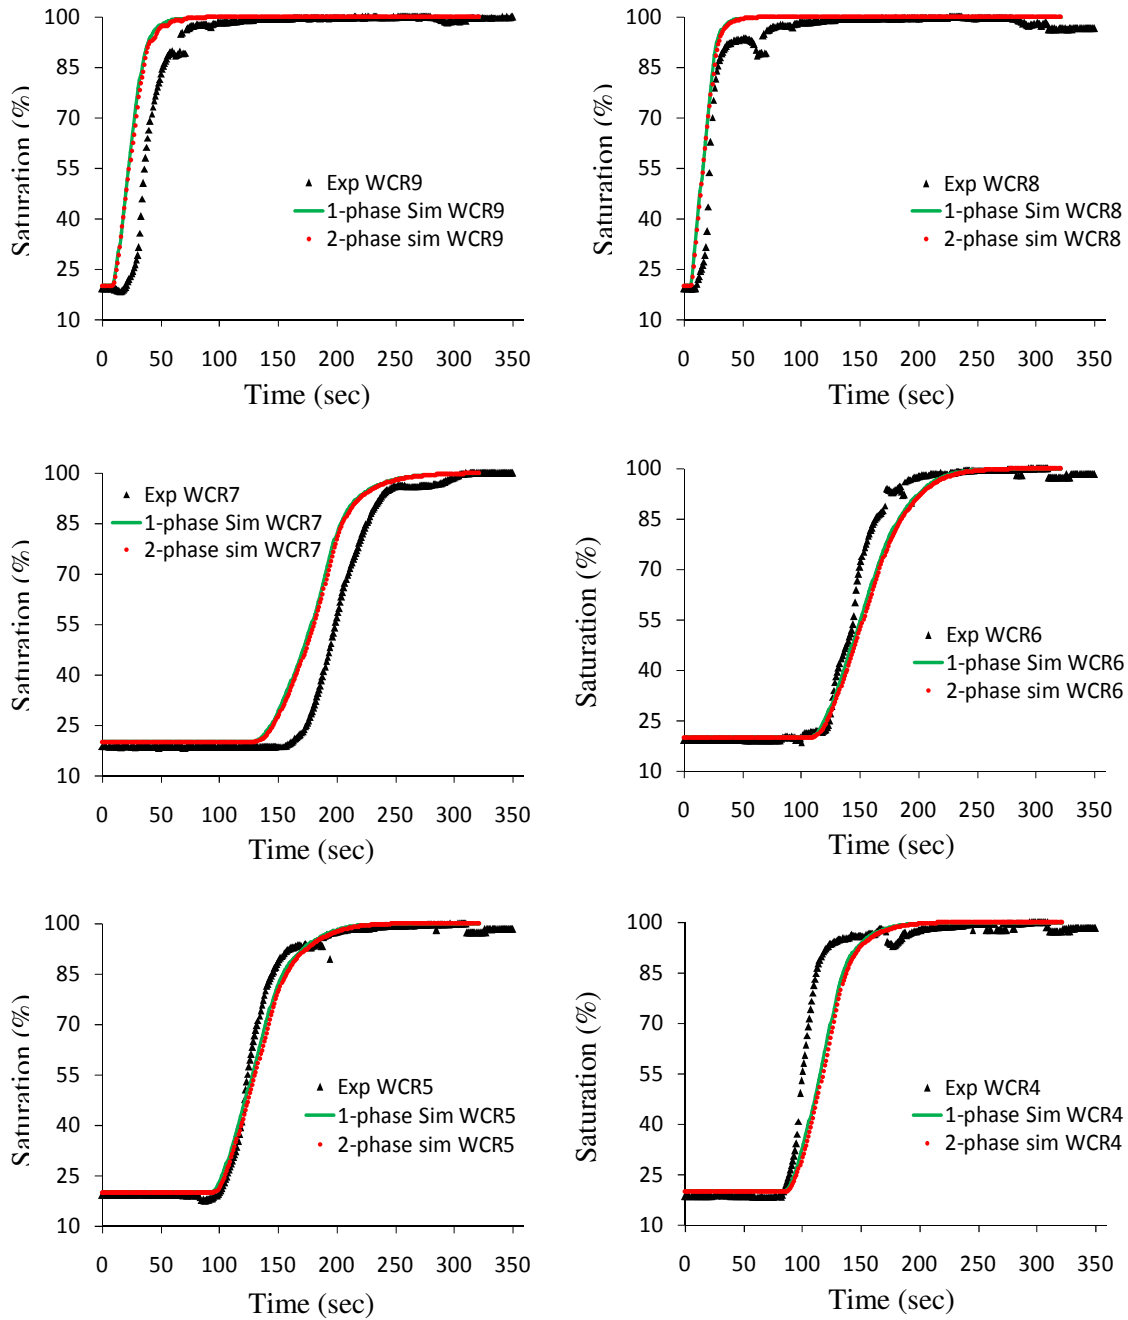 100
85
70
55
40
25
10
Saturation (%)
Exp WCR9
1-phase Sim WCR9
2-phase sim WCR9
0 50 100 150 200 250 300 350
Time (sec)
100
85
70
55
40
25
10
Saturation (%)
Exp WCR8
1-phase Sim WCR8
2-phase sim WCR8
0 50 100 150 200 250 300 350
Time (sec)
100
85
70
55
40
25
10
Saturation (%)
Exp WCR7
1-phase Sim WCR7
2-phase sim WCR7
0 50 100 150 200 250 300 350
Time (sec)
100
85
70
55
40
25
10
Saturation (%)
Exp WCR6
1-phase Sim WCR6
2-phase sim WCR6
0 50 100 150 200 250 300 350
Time (sec)
100
85
70
55
40
25
10
Saturation (%)
Exp WCR5
1-phase Sim WCR5
2-phase sim WCR5
0 50 100 150 200 250 300 350
Time (sec)
100
85
70
55
40
25
10
Saturation (%)
Exp WCR4
1-phase Sim WCR4
2-phase sim WCR4
0 50 100 150 200 250 300 350
Time (sec)